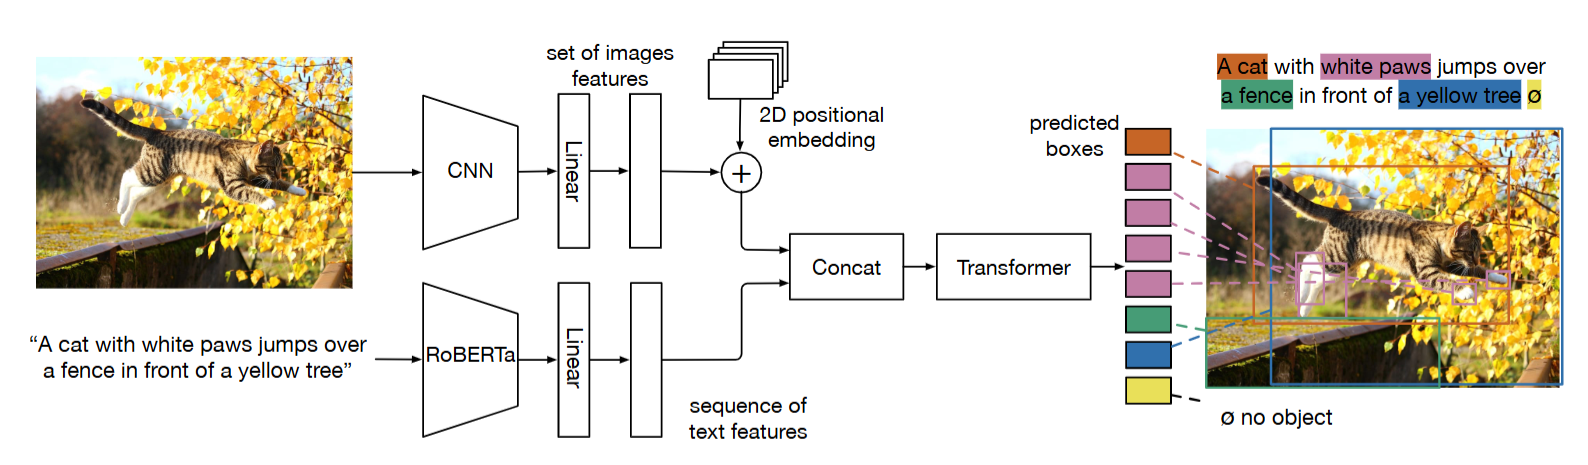 set of images
features
2D positional
embedding
CNN
Linear
+
“A cat with white paws jumps over
a fence in front of a yellow tree”
RoBERTa
Linear
sequence of
text features
Concat
Transformer
predicted
boxes
A cat with white paws jumps over
a fence in front of a yellow tree ø
ø no object